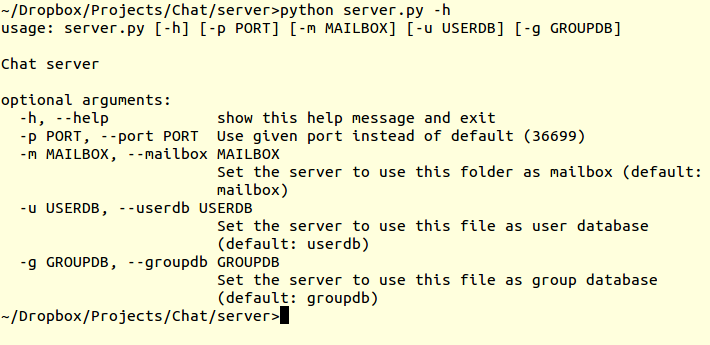 ~/Dropbox/Projects/Chat/server>python server.py -h
usage: server.py [-h] [-p PORT] [-m MAILBOX] [-u USERDB] [-g GROUPDB]

Chat server

optional arguments:
  -h, --help            show this help message and exit
  -p PORT, --port PORT  Use given port instead of default (36699)
  -m MAILBOX, --mailbox MAILBOX
                        Set the server to use this folder as mailbox (default:
                        mailbox)
  -u USERDB, --userdb USERDB
                        Set the server to use this file as user database
                        (default: userdb)
  -g GROUPDB, --groupdb GROUPDB
                        Set the server to use this file as group database
                        (default: groupdb)
~/Dropbox/Projects/Chat/server>